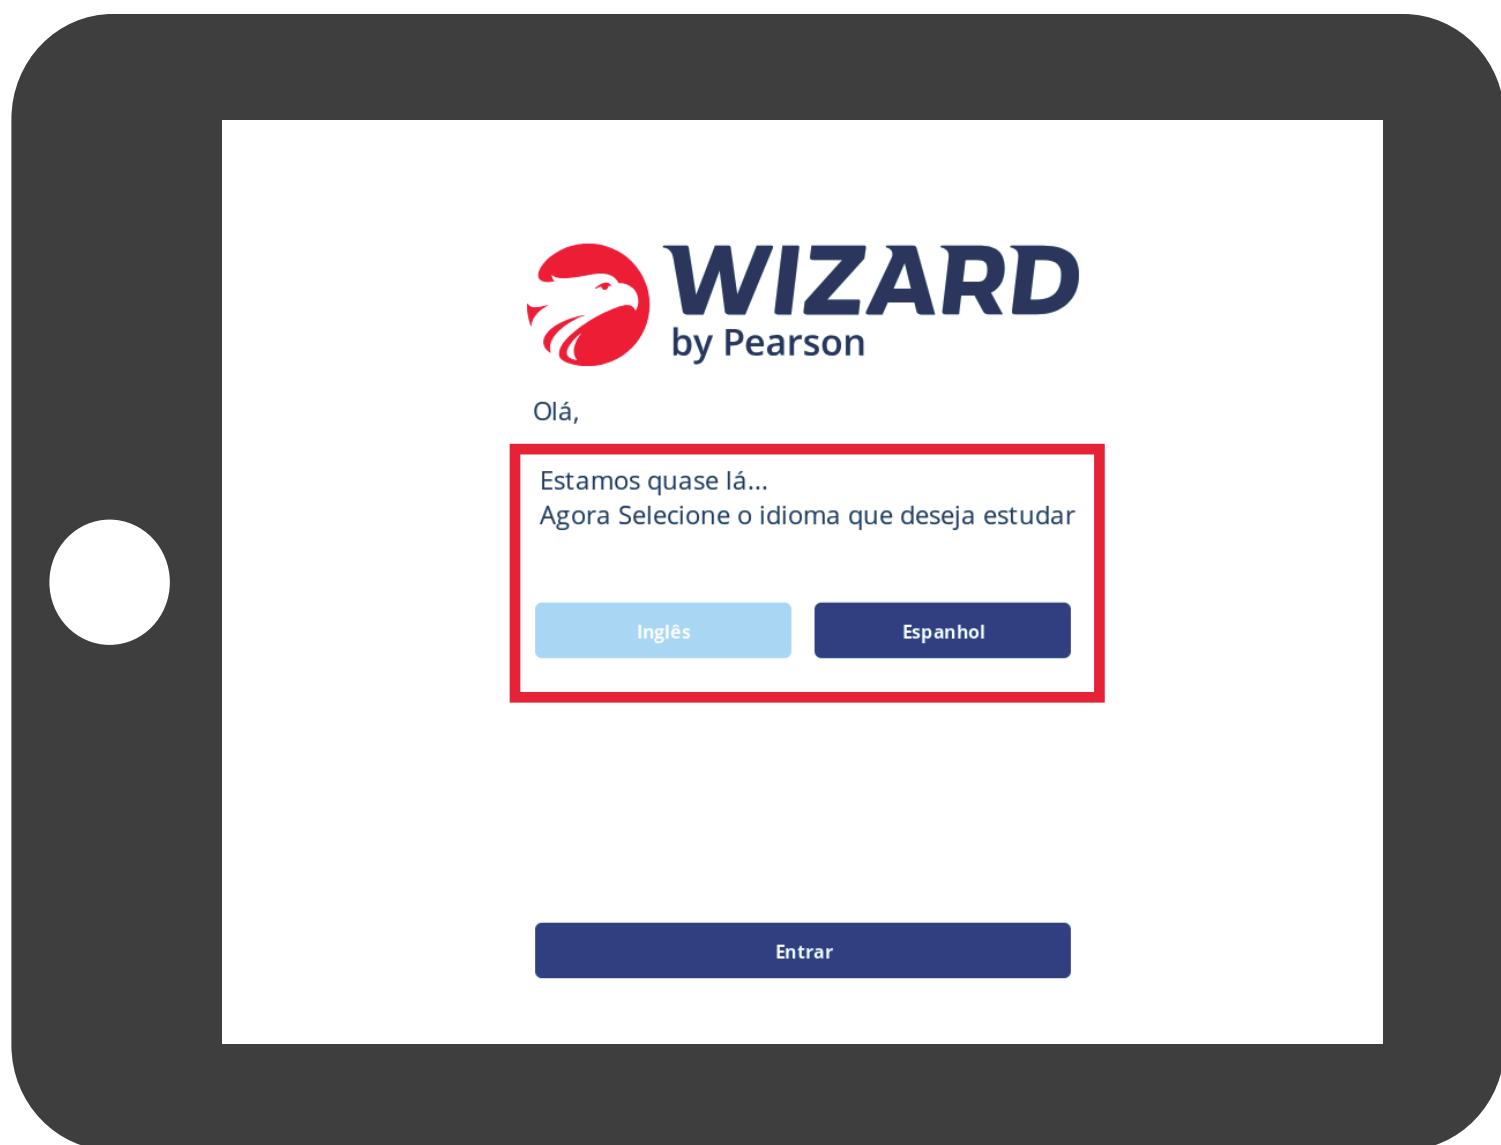 WIZARD
by Pearson
Olá,
Estamos quase lá...
Agora Selecione o idioma que deseja estudar
Inglês
Espanhol
Entrar